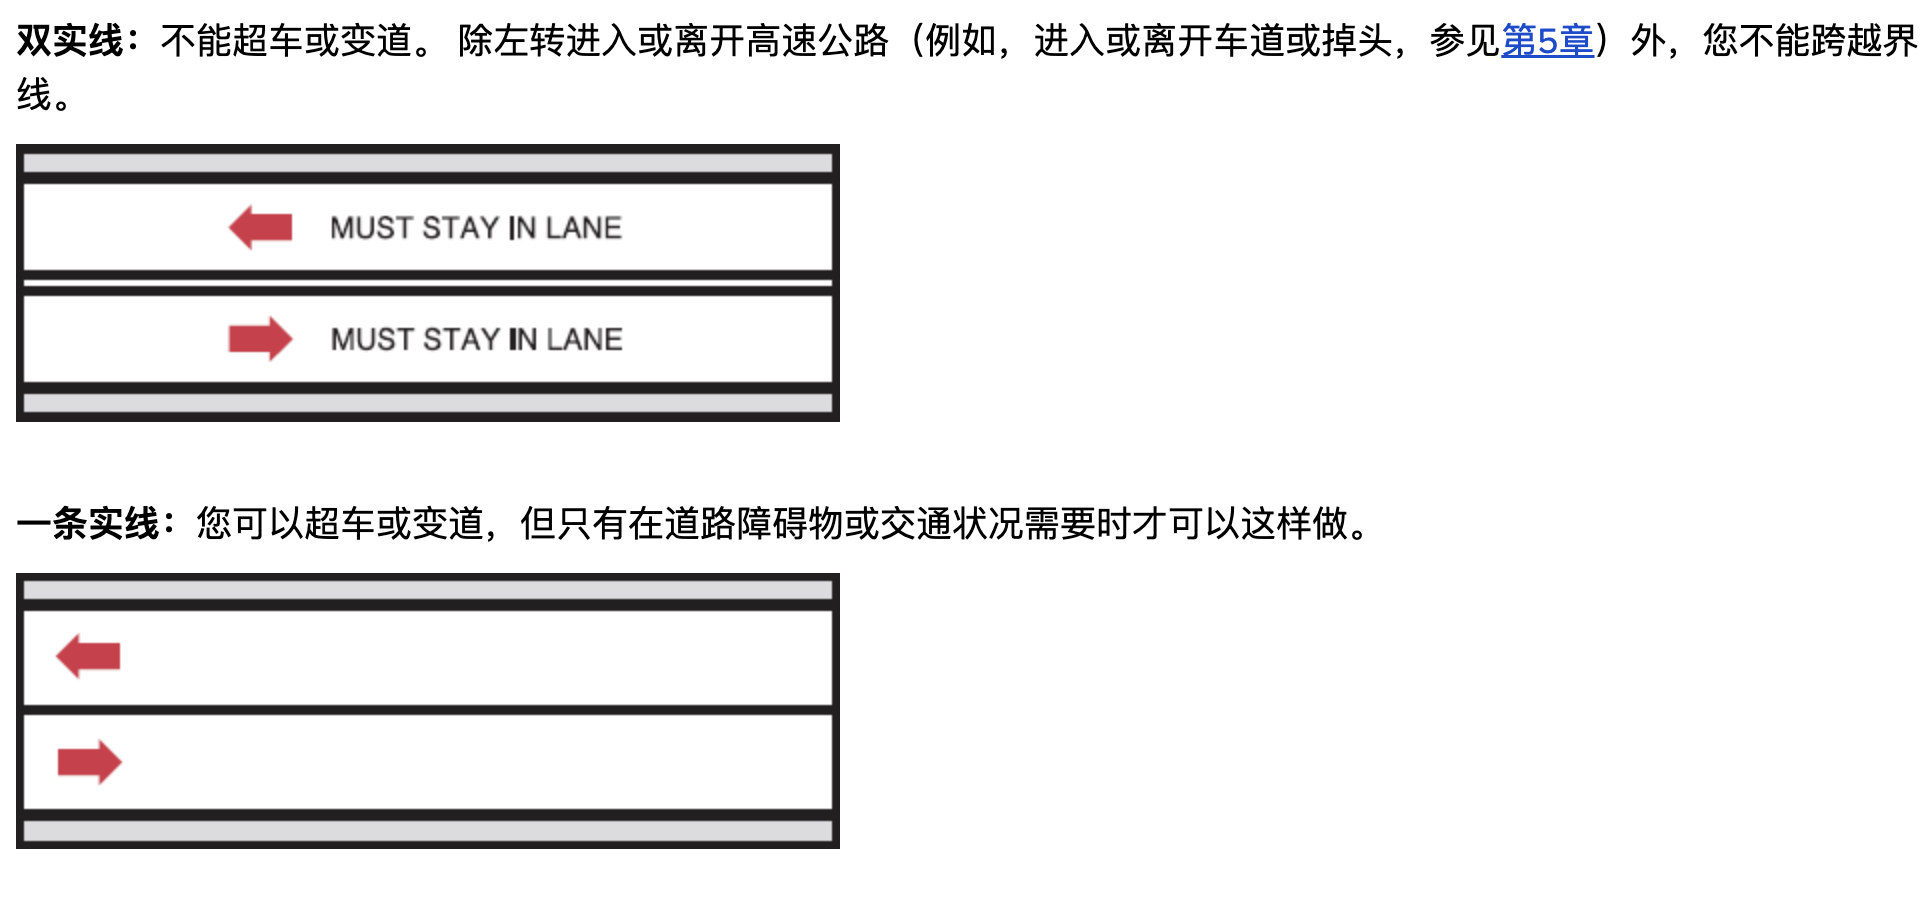 双实线：不能超车或变道。 除左转进入或离开高速公路（例如，进入或离开车道或掉头，参见第5章）外，您不能跨越界
线。
MUST STAY IN LANE
MUST STAY IN LANE
一条实线：您可以超车或变道，但只有在道路障碍物或交通状况需要时才可以这样做。